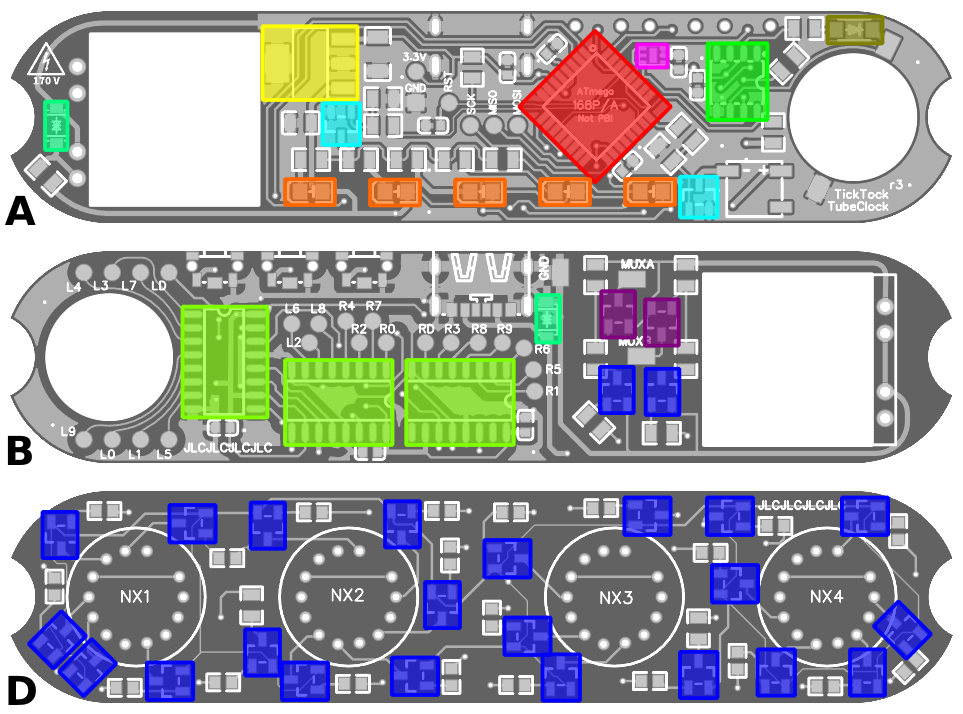 170 V
3.3V
GND
RST
SCK
MISO
MOSI
ATmega
168P/A
Not PB!
TickTock r3.
TubeClock
A
L4 L3 L7 LD
L6 L8 R4 R7
L2 R2 R0 RD R3 R8 R9
GND
MUXA
MUX
R6
R5
R1
L9
L0 L1 L5
JLCJLCJLCJLC
B
JLCJLCJLCJLC
NX1 NX2 NX3 NX4
D